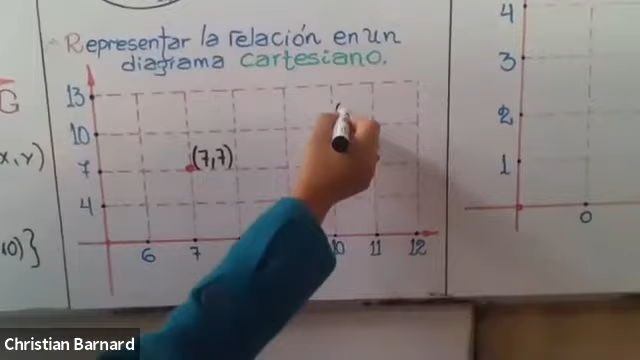 Representar la relación en un
diagrama cartesiano.
13
10
7
4
(7,7)
6 7 10 11 12
G
x, y)
10)}
4
3
2
1
0
Christian Barnard